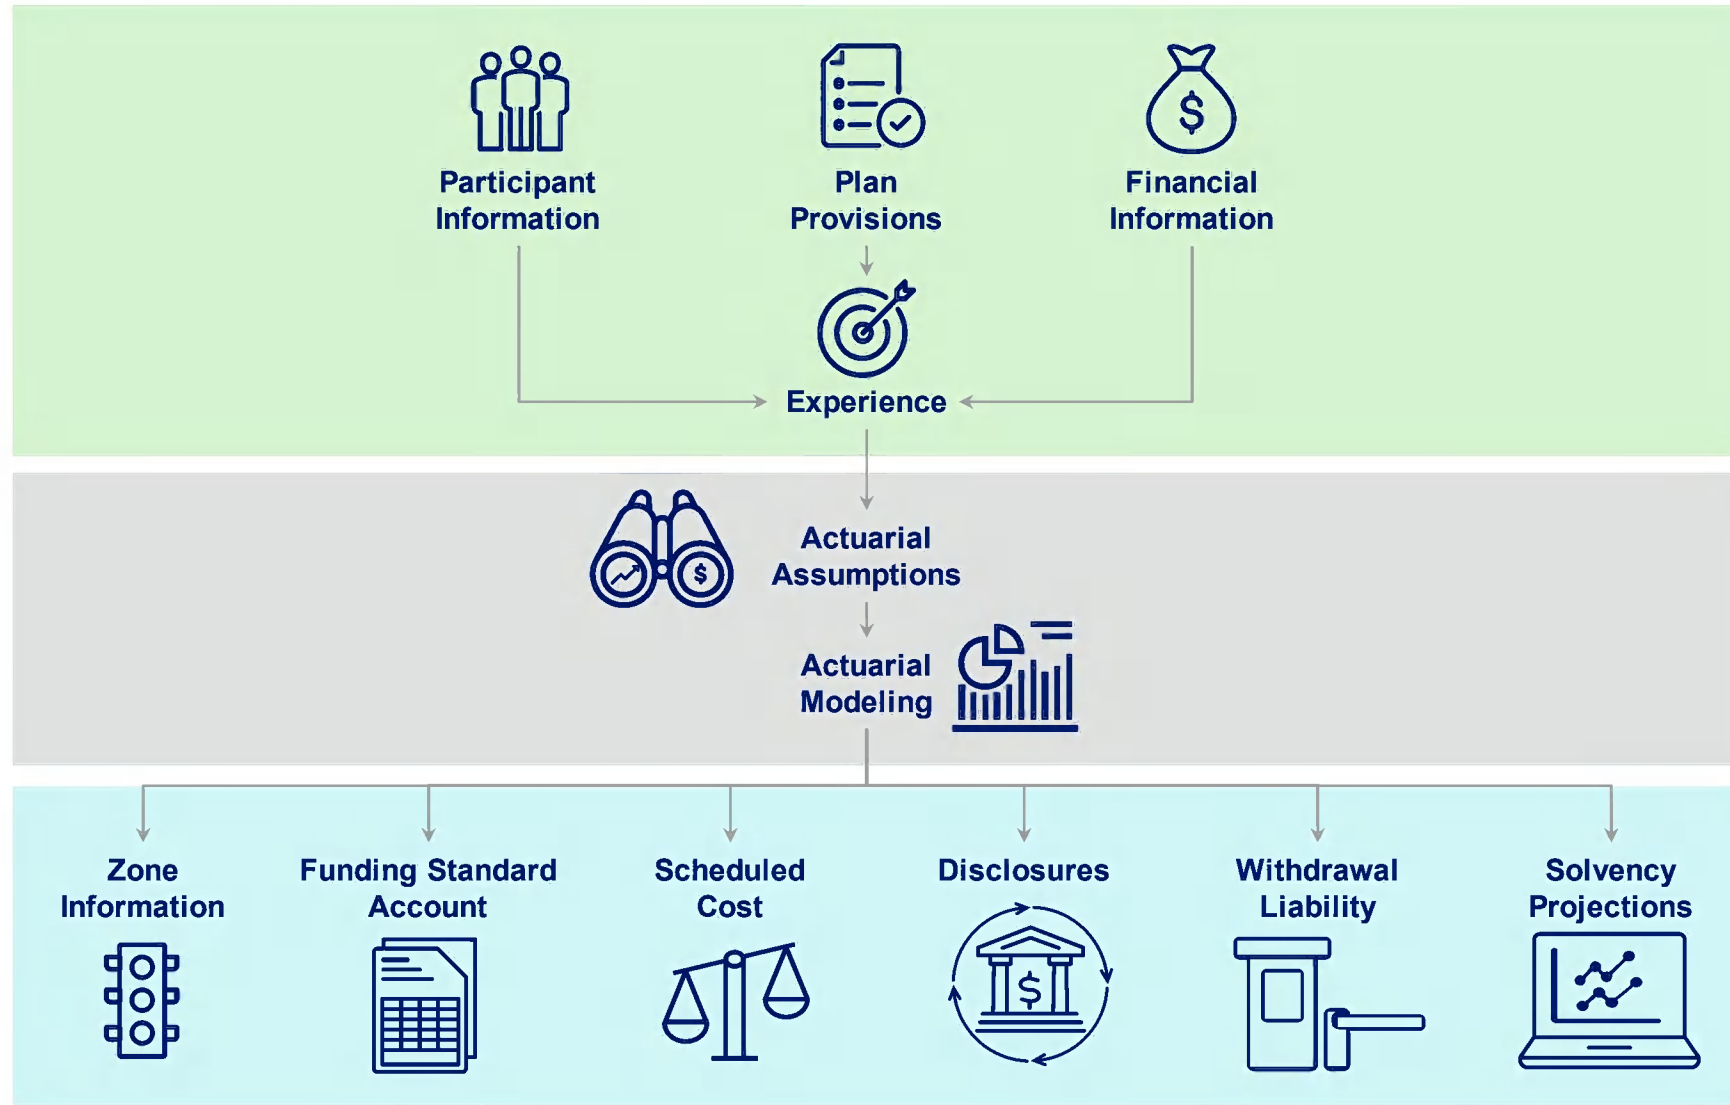 Participant
Information
Plan
Provisions
$
Financial
Information
Experience
$
Actuarial
Assumptions
Actuarial
Modeling
Zone
Information
Funding Standard
Account
Scheduled
Cost
Disclosures
$
Withdrawal
Liability
Solvency
Projections